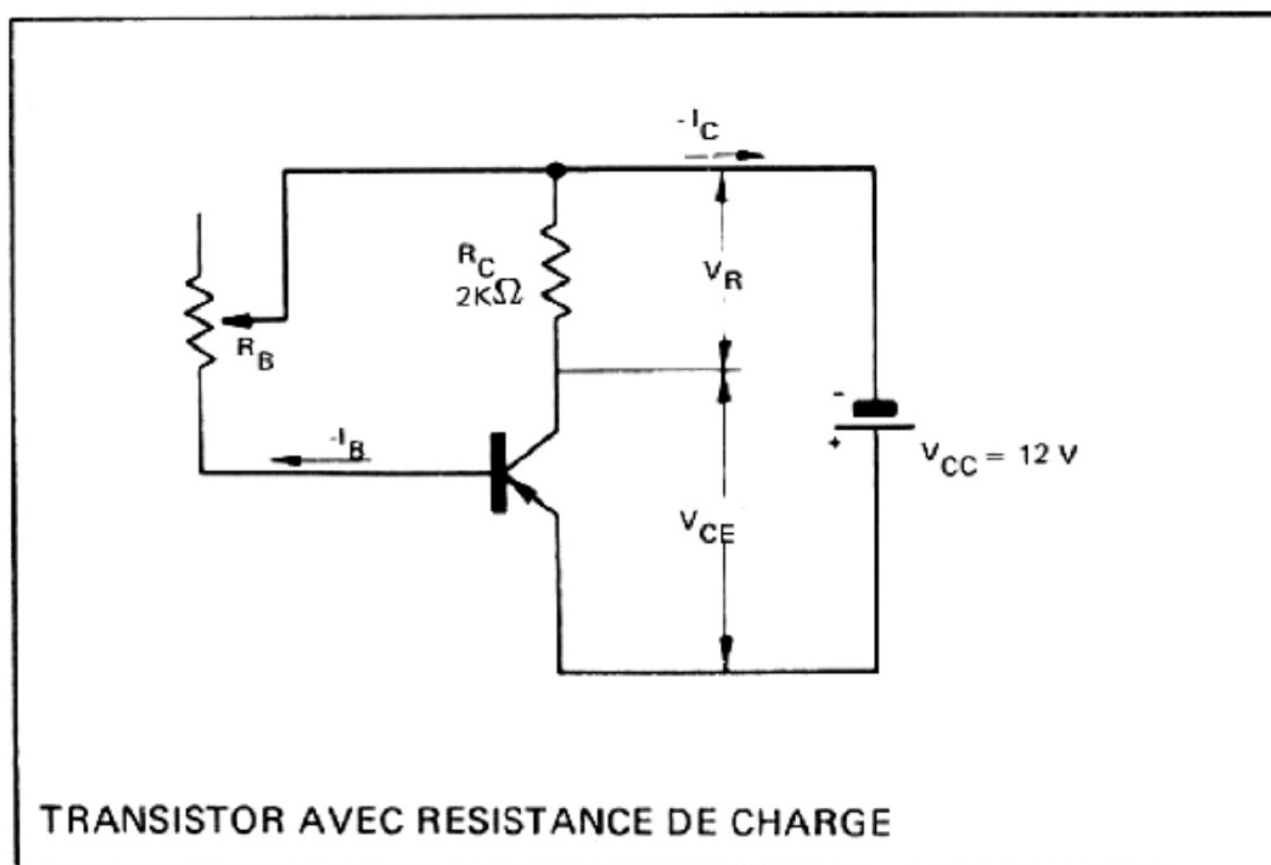 -IC
RC
2KΩ
VR
RB
-
+
VCC = 12 V
-IB
VCE
TRANSISTOR AVEC RESISTANCE DE CHARGE